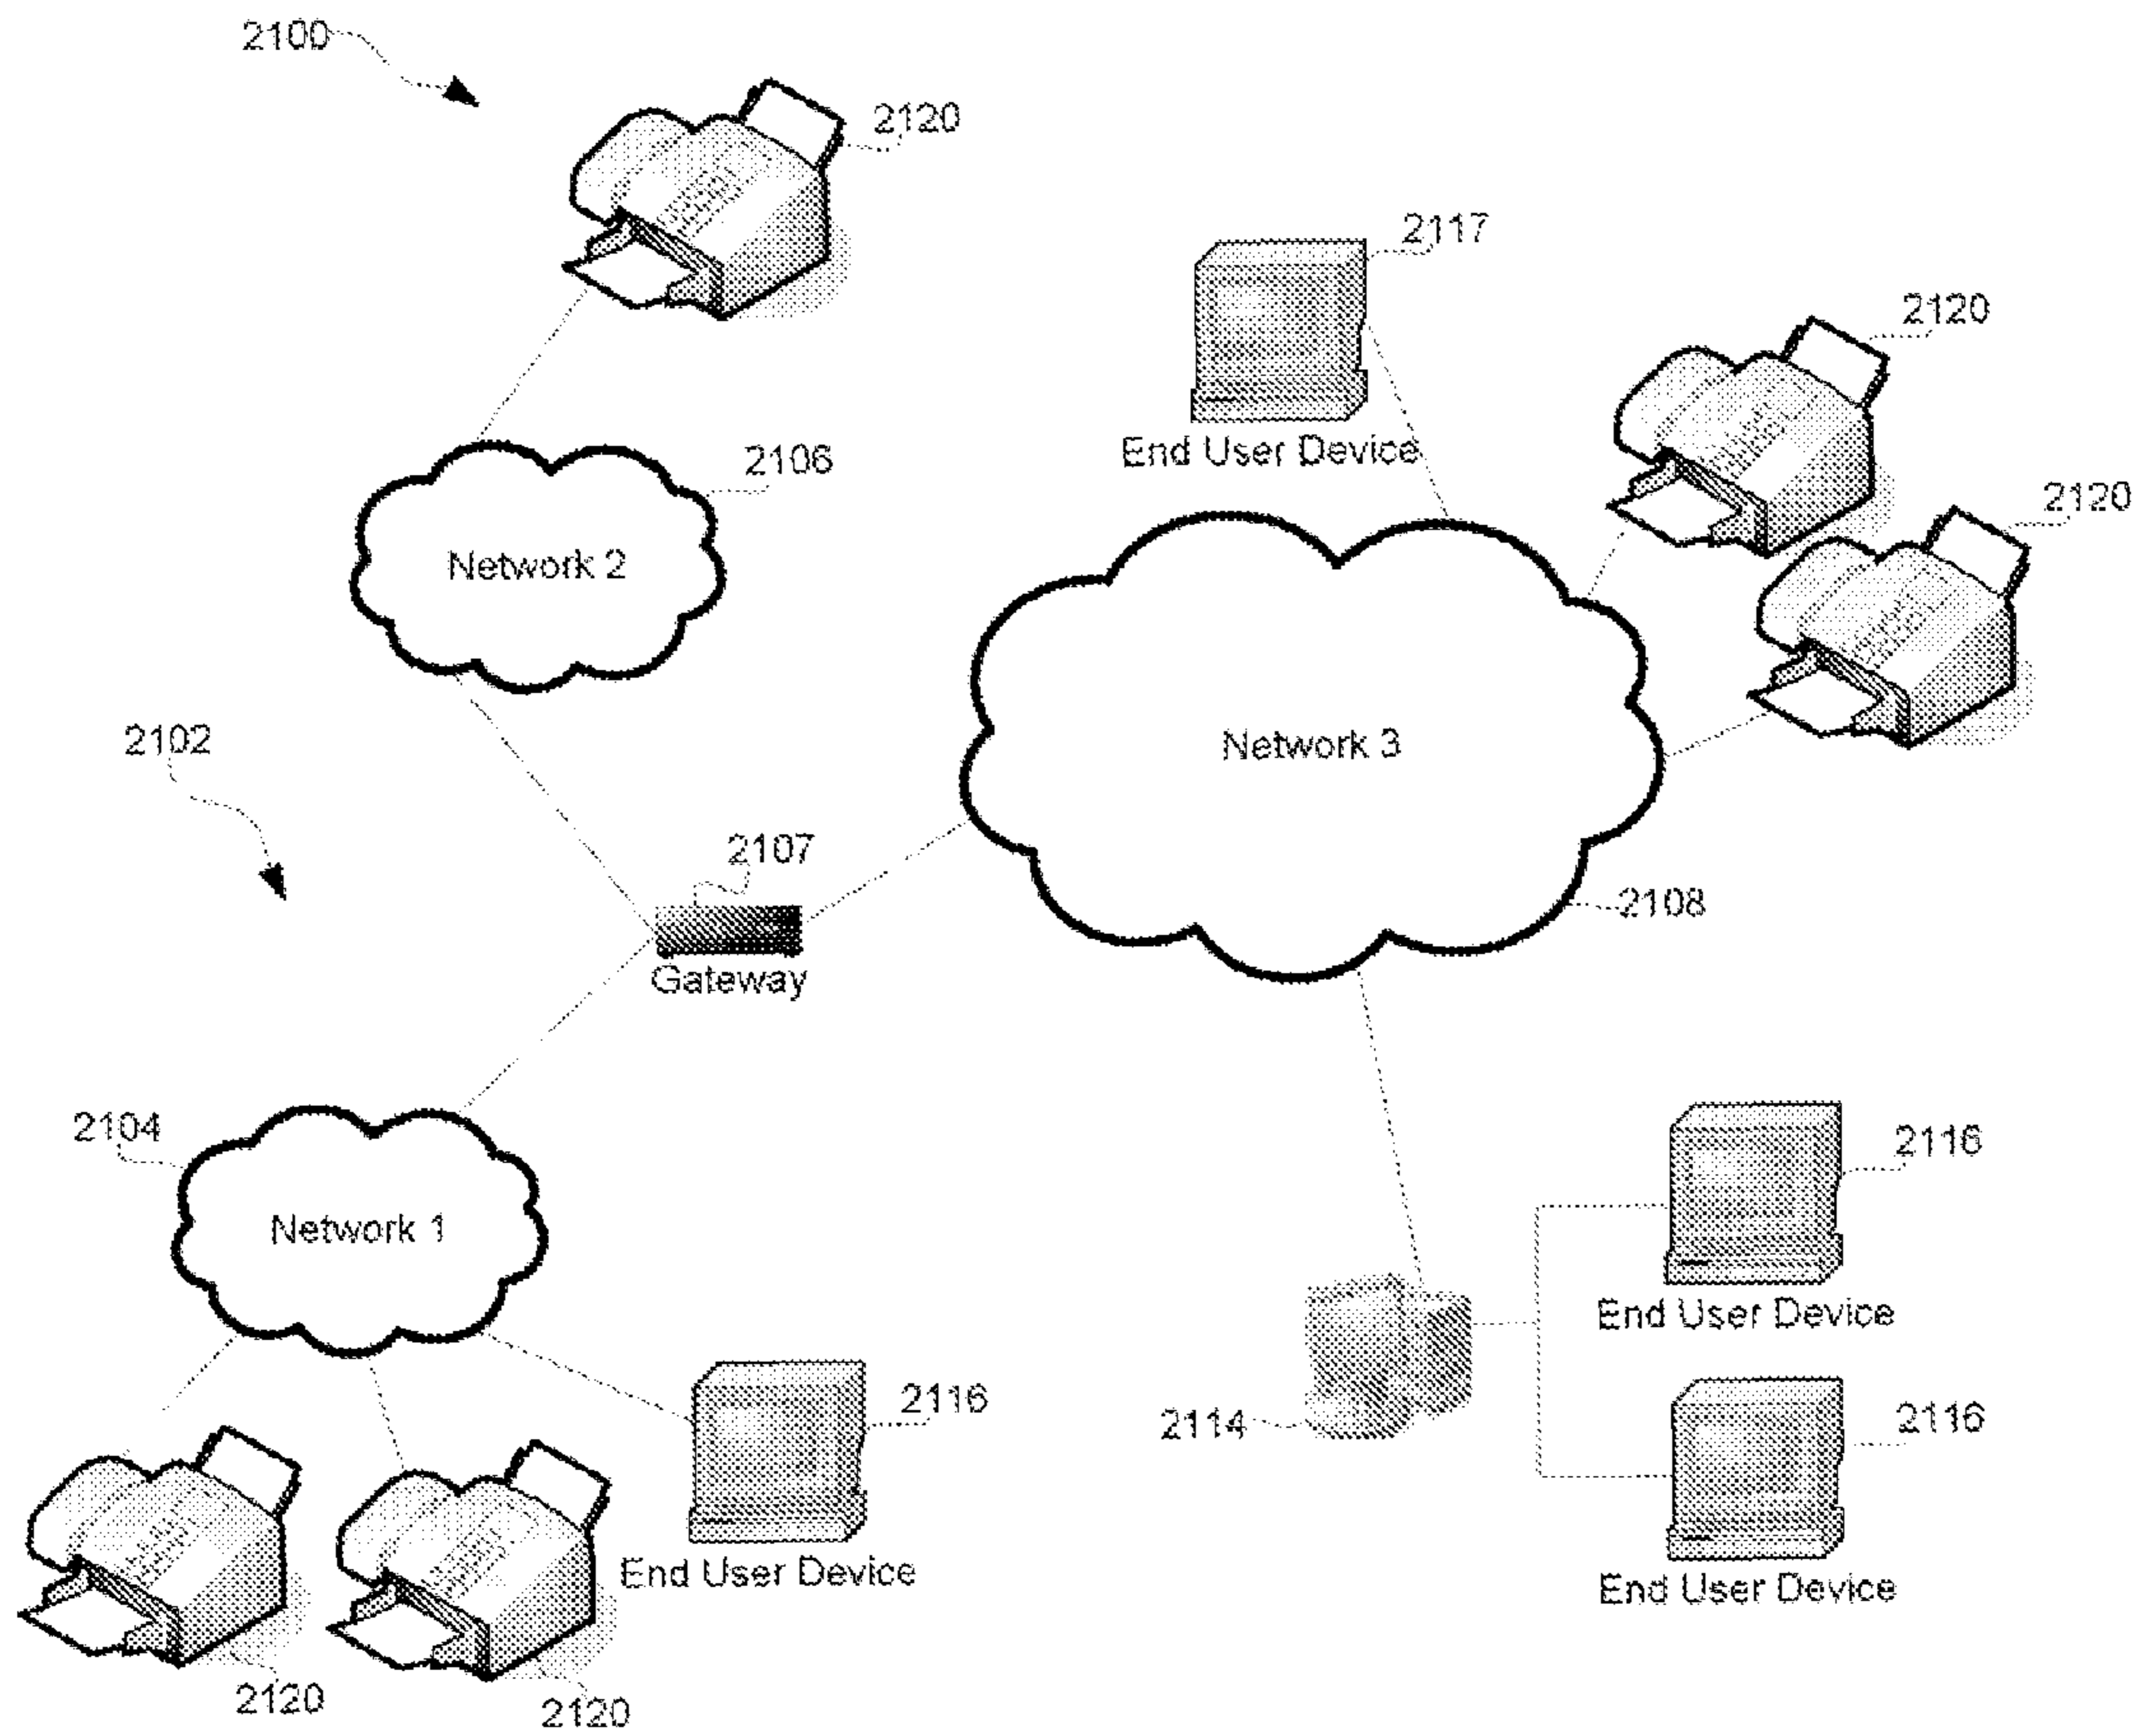 2100
2120
2117
2120
End User Device
2106
2120
Network 2
Network 3
2102
2107
2108
Gateway
2104
2116
Network 1
End User Device
2116
2114
2116
End User Device
End User Device
2120
2120